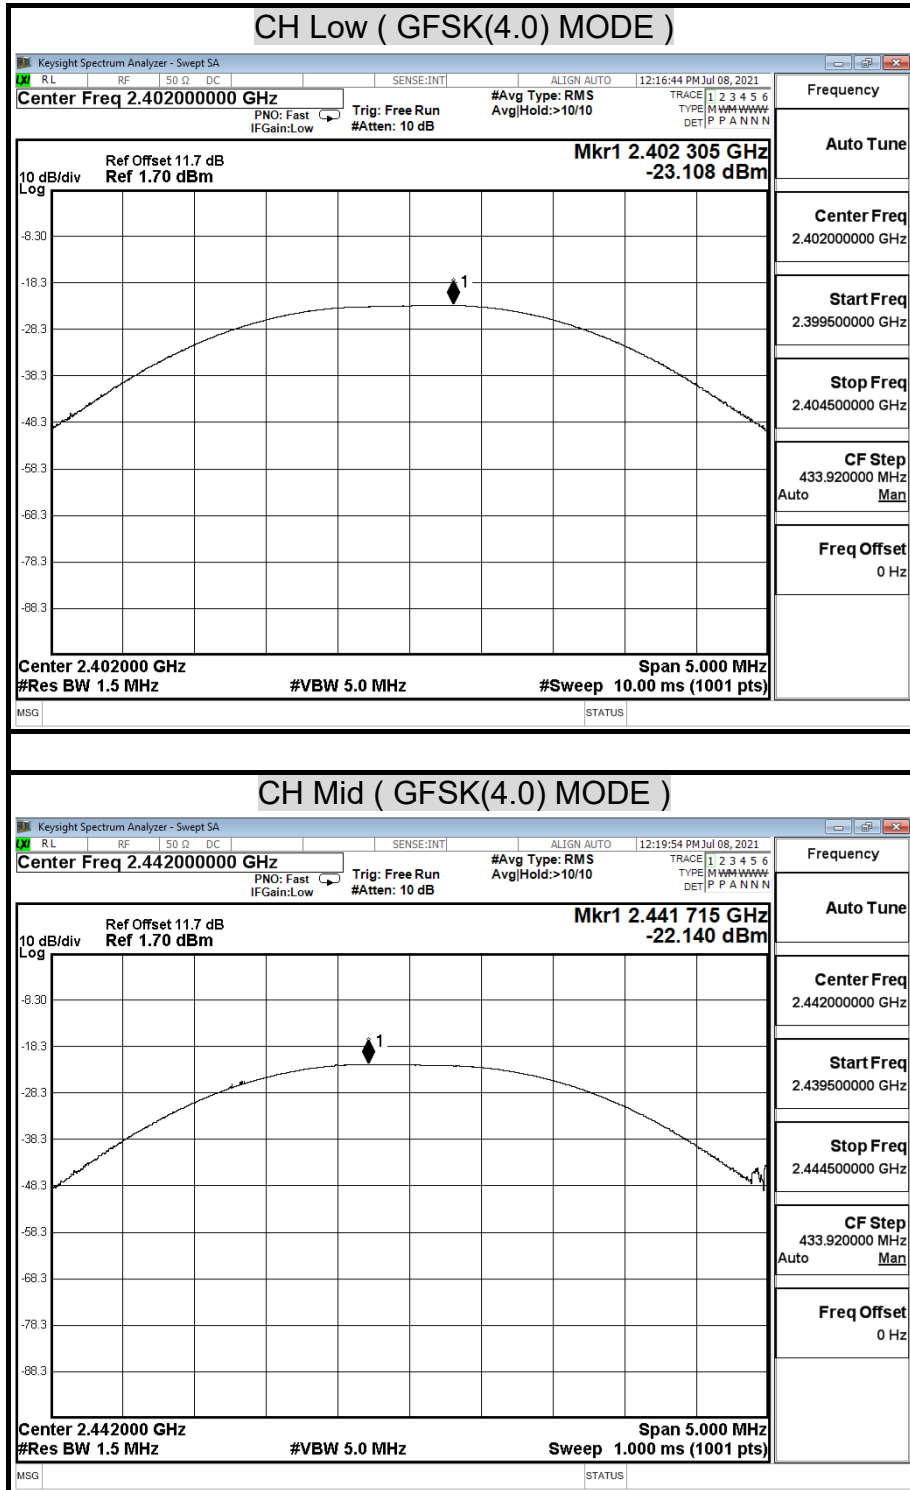 CH Low ( GFSK(4.0) MODE )
Keysight Spectrum Analyzer - Swept SA
LXI RL RF 50 Ω DC SENSE:INT ALIGN AUTO 12:16:44 PM Jul 08, 2021
Center Freq 2.402000000 GHz
PNO: Fast
IFGain:Low
Trig: Free Run
#Atten: 10 dB
#Avg Type: RMS
Avg|Hold:>10/10
TRACE 1 2 3 4 5 6
TYPE M WM WWWW
DET P P A N N N
Ref Offset 11.7 dB
10 dB/div Ref 1.70 dBm
Log
Mkr1 2.402 305 GHz
-23.108 dBm
1
-8.30
-18.3
-28.3
-38.3
-48.3
-58.3
-68.3
-78.3
-88.3
Center 2.402000 GHz Span 5.000 MHz
#Res BW 1.5 MHz #VBW 5.0 MHz #Sweep 10.00 ms (1001 pts)
MSG STATUS
Frequency
Auto Tune
Center Freq
2.402000000 GHz
Start Freq
2.399500000 GHz
Stop Freq
2.404500000 GHz
CF Step
433.920000 MHz
Auto Man
Freq Offset
0 Hz
CH Mid ( GFSK(4.0) MODE )
Keysight Spectrum Analyzer - Swept SA
LXI RL RF 50 Ω DC SENSE:INT ALIGN AUTO 12:19:54 PM Jul 08, 2021
Center Freq 2.442000000 GHz
PNO: Fast
IFGain:Low
Trig: Free Run
#Atten: 10 dB
#Avg Type: RMS
Avg|Hold:>10/10
TRACE 1 2 3 4 5 6
TYPE M WM WWWW
DET P P A N N N
Ref Offset 11.7 dB
10 dB/div Ref 1.70 dBm
Log
Mkr1 2.441 715 GHz
-22.140 dBm
1
-8.30
-18.3
-28.3
-38.3
-48.3
-58.3
-68.3
-78.3
-88.3
Center 2.442000 GHz Span 5.000 MHz
#Res BW 1.5 MHz #VBW 5.0 MHz Sweep 1.000 ms (1001 pts)
MSG STATUS
Frequency
Auto Tune
Center Freq
2.442000000 GHz
Start Freq
2.439500000 GHz
Stop Freq
2.444500000 GHz
CF Step
433.920000 MHz
Auto Man
Freq Offset
0 Hz